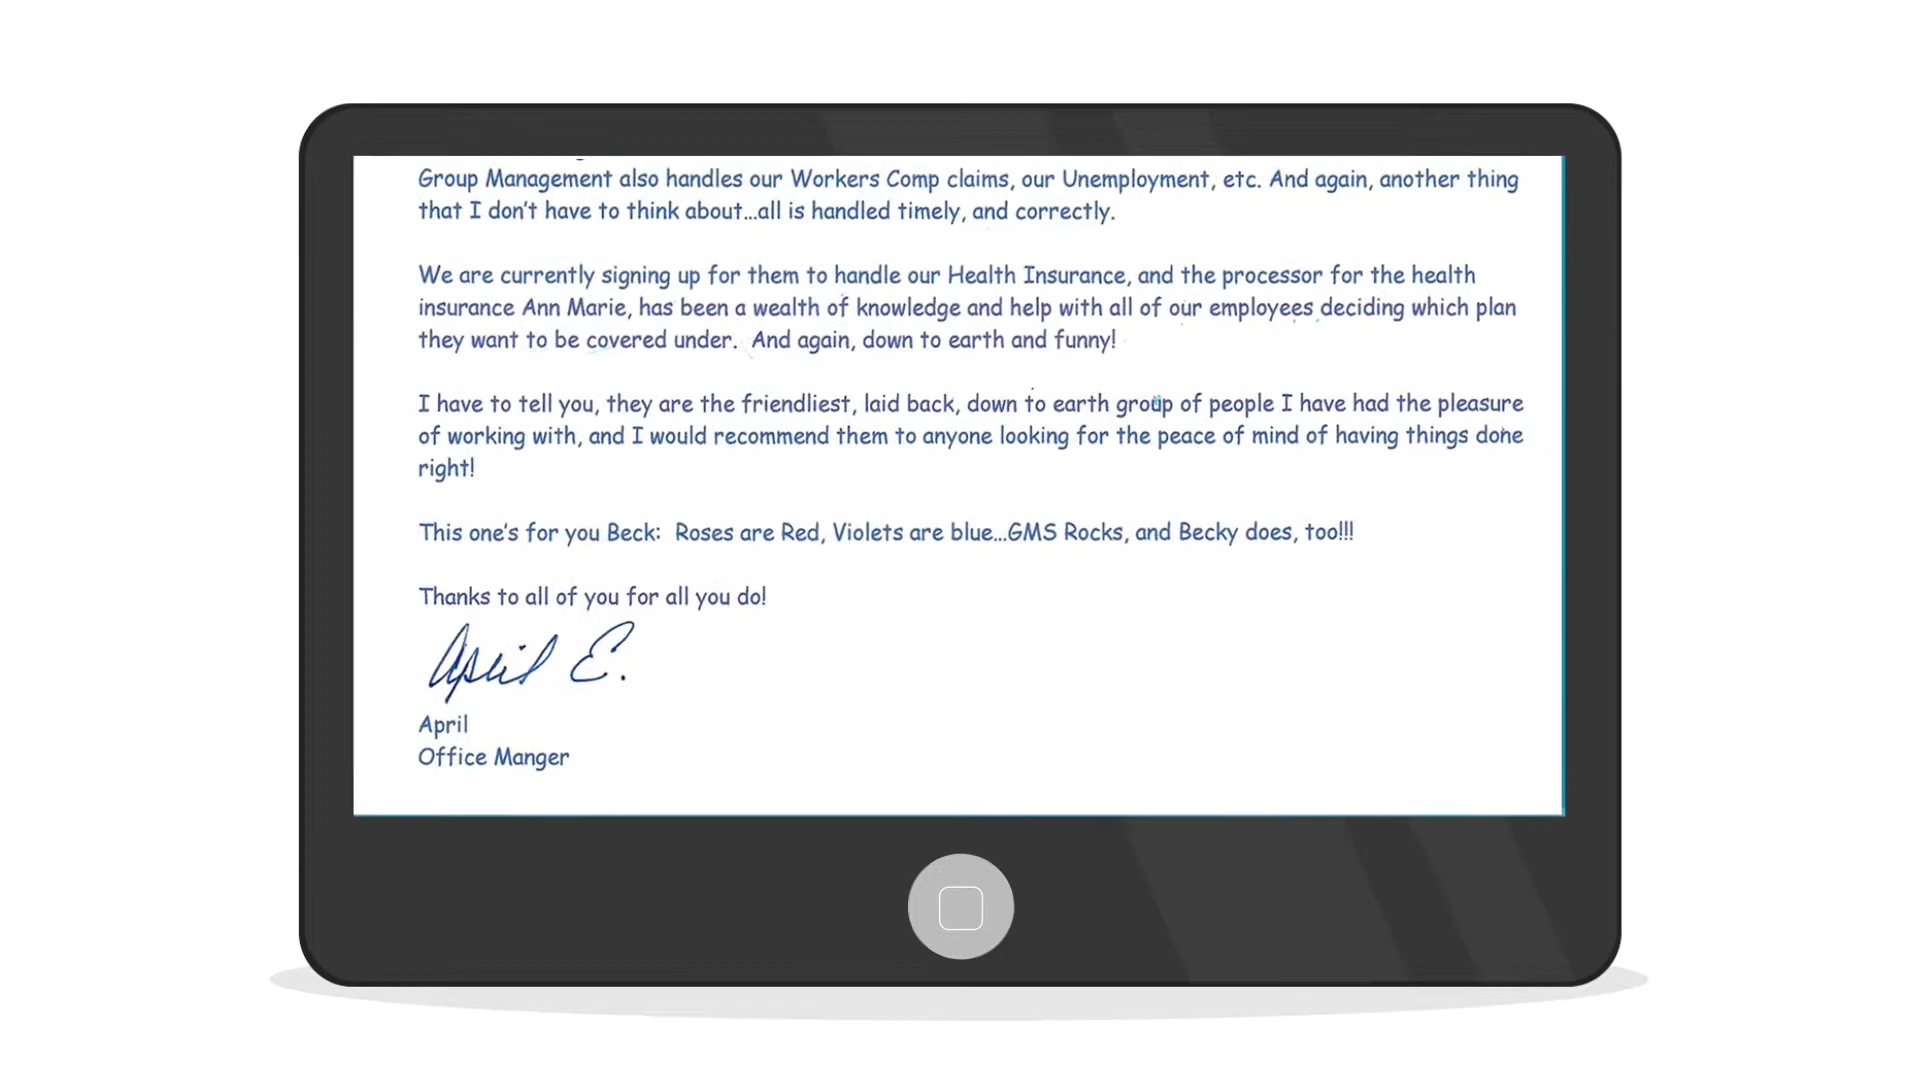 Group Management also handles our Workers Comp claims, our Unemployment, etc. And again, another thing
that I don't have to think about...all is handled timely, and correctly.
We are currently signing up for them to handle our Health Insurance, and the processor for the health
insurance Ann Marie, has been a wealth of knowledge and help with all of our employees deciding which plan
they want to be covered under.  And again, down to earth and funny!
I have to tell you, they are the friendliest, laid back, down to earth group of people I have had the pleasure
of working with, and I would recommend them to anyone looking for the peace of mind of having things done
right!
This one's for you Beck:  Roses are Red, Violets are blue...GMS Rocks, and Becky does, too!!!
Thanks to all of you for all you do!
April E.
April
Office Manger